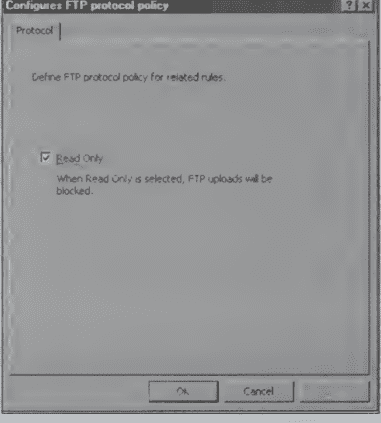 Configures FTP protocol policy
Protocol
Define FTP protocol policy for related rules.
Read Only
When Read Only is selected, FTP uploads will be
blocked.
OK
Cancel